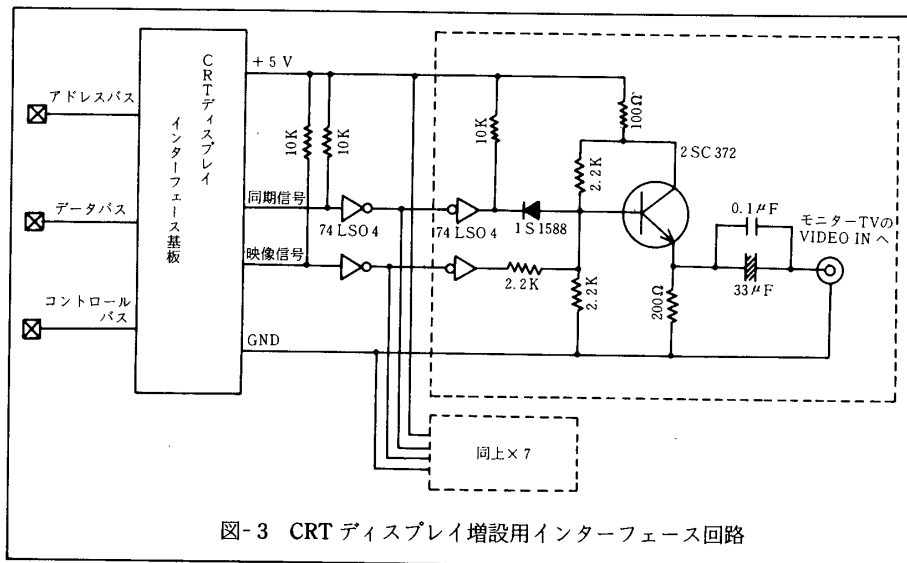 アドレスバス
データバス
コントロール
バス
CRTディスプレイ
インターフェース基板
+5V
10K
10K
同期信号
映像信号
GND
74LS04
74LS04
10K
1S1588
2.2K
2.2K
2.2K
100Ω
2SC372
200Ω
0.1μF
33μF
モニターTVの
VIDEO IN へ
同上×7
図-3 CRTディスプレイ増設用インターフェース回路